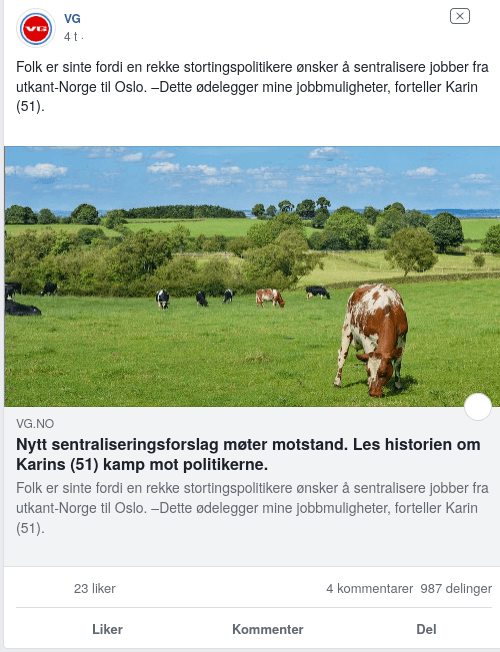 VG
VG
4 t ·
Folk er sinte fordi en rekke stortingspolitikere ønsker å sentralisere jobber fra
utkant-Norge til Oslo. –Dette ødelegger mine jobbmuligheter, forteller Karin
(51).
VG.NO
Nytt sentraliseringsforslag møter motstand. Les historien om
Karins (51) kamp mot politikerne.
Folk er sinte fordi en rekke stortingspolitikere ønsker å sentralisere jobber fra
utkant-Norge til Oslo. –Dette ødelegger mine jobbmuligheter, forteller Karin
(51).
23 liker 4 kommentarer 987 delinger
Liker Kommenter Del